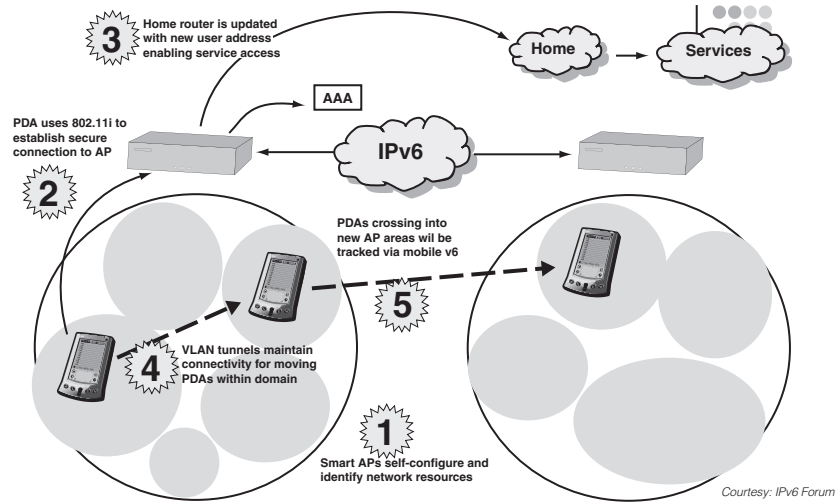 3
Home router is updated
with new user address
enabling service access
Home
Services
AAA
PDA uses 802.11i to
establish secure
connection to AP
2
IPv6
PDAs crossing into
new AP areas wil be
tracked via mobile v6
5
4
VLAN tunnels maintain
connectivity for moving
PDAs within domain
1
Smart APs self-configure and
identify network resources
Courtesy: IPv6 Forum